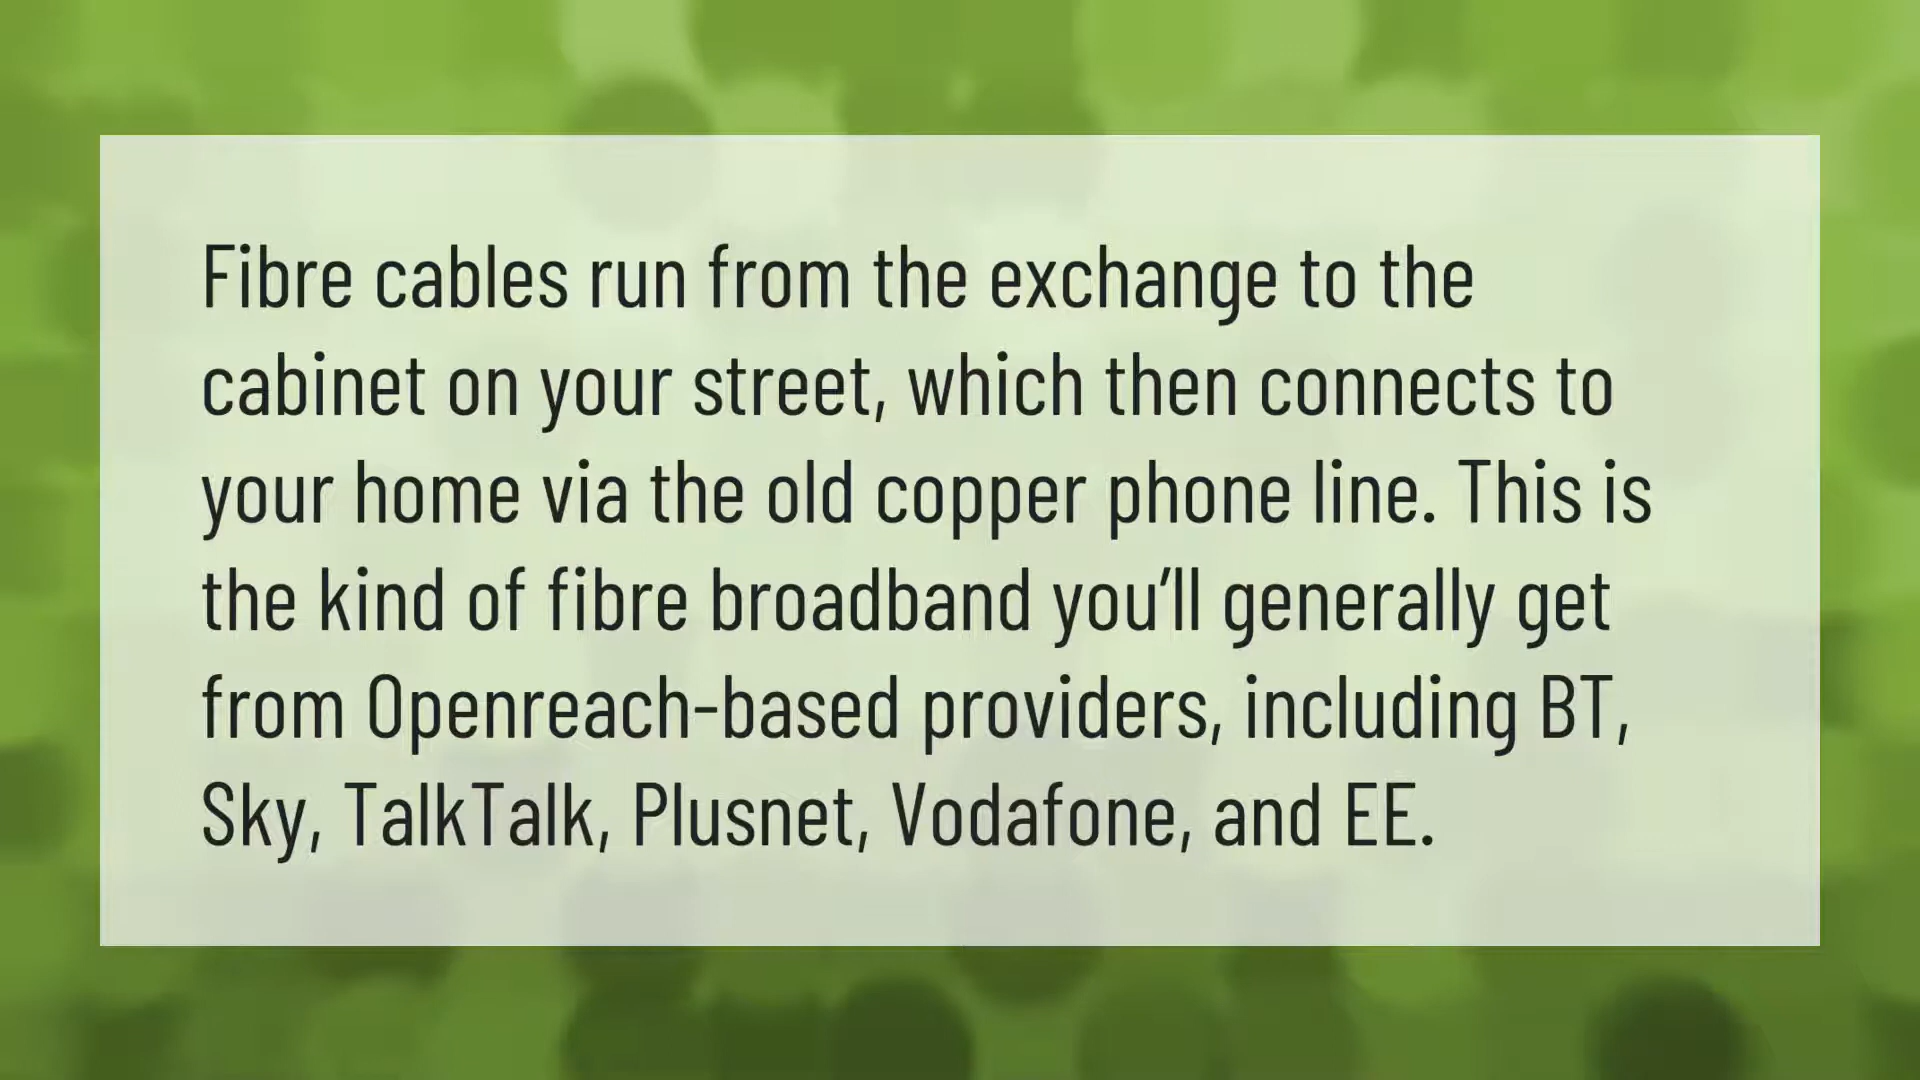 Fibre cables run from the exchange to the
cabinet on your street, which then connects to
your home via the old copper phone line. This is
the kind of fibre broadband you’ll generally get
from Openreach-based providers, including BT,
Sky, TalkTalk, Plusnet, Vodafone, and EE.